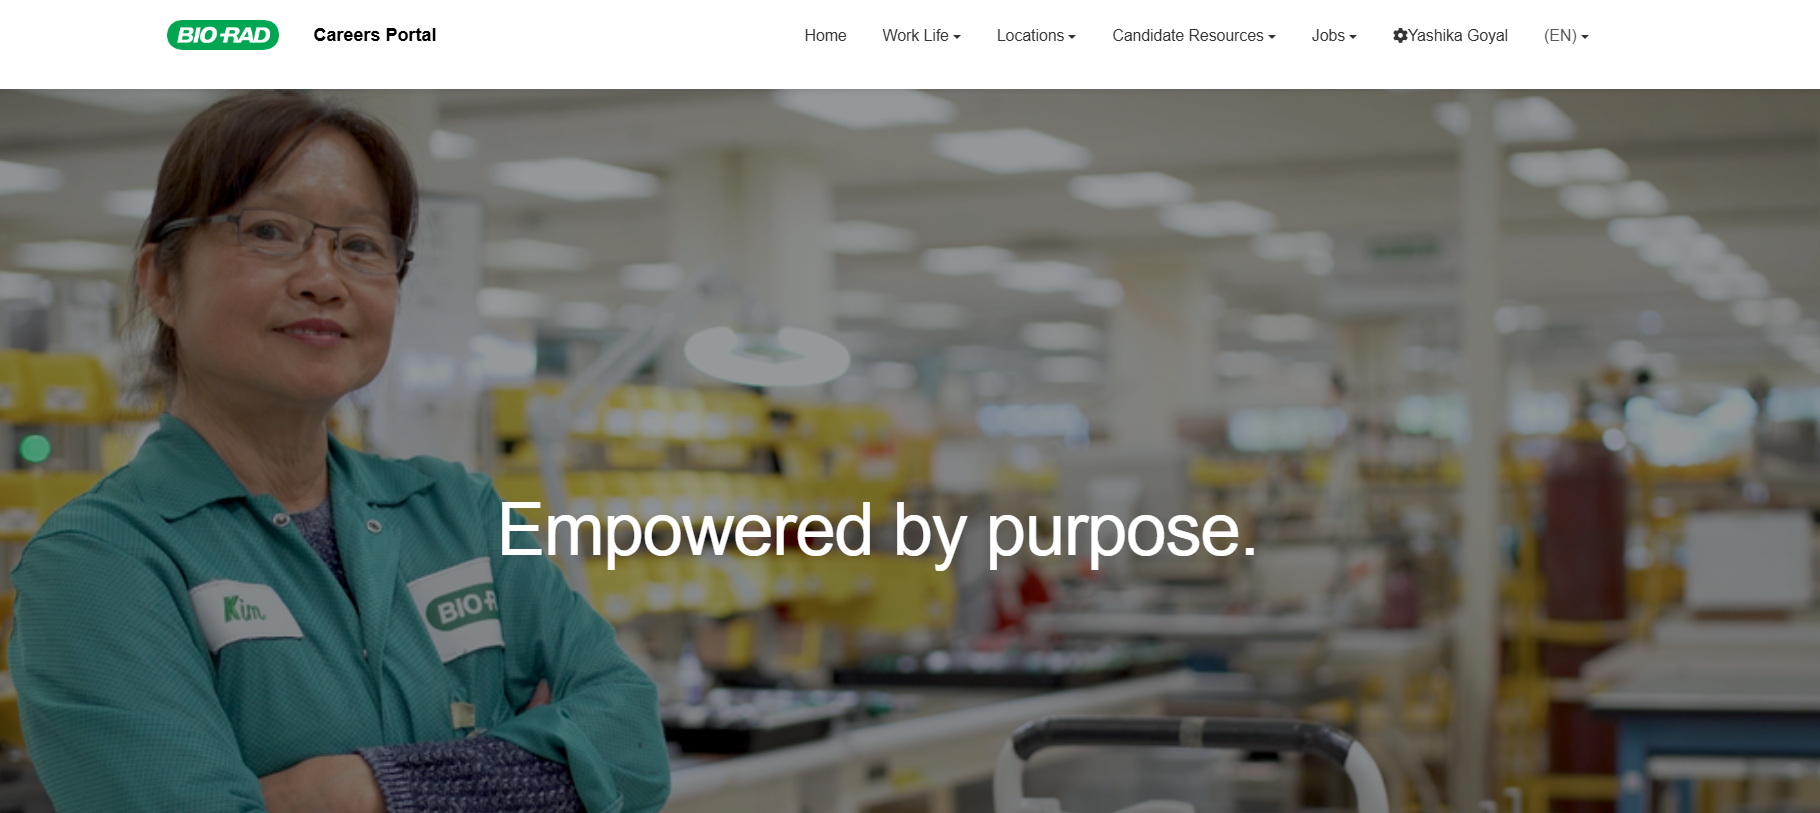 BIO-RAD
Careers Portal
Home
Work Life
Locations
Candidate Resources
Jobs
Yashika Goyal
(EN)
Empowered by purpose.
Kim
BIO-R